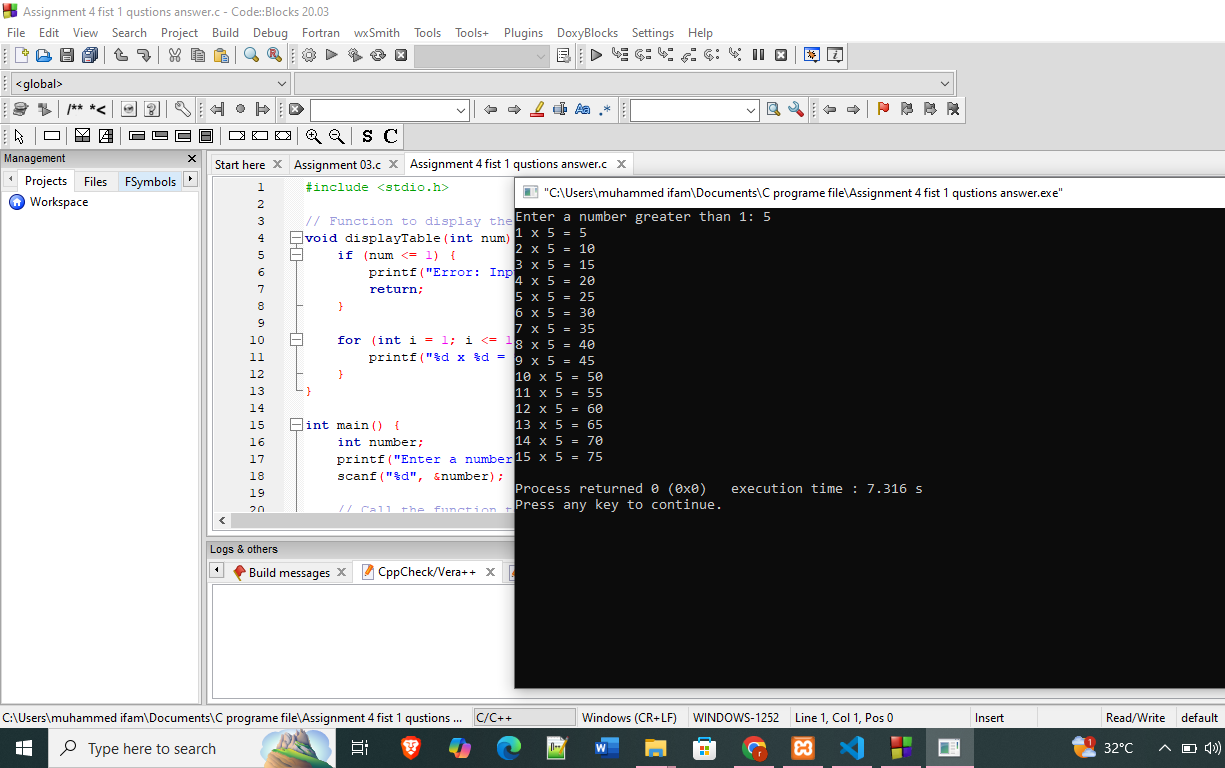 Assignment 4 fist 1 qustions answer.c - Code::Blocks 20.03
File Edit View Search Project Build Debug Fortran wxSmith Tools Tools+ Plugins DoxyBlocks Settings Help
<global>
/** *<
Aa .*
S C
Management
Projects Files FSymbols
Workspace
Start here Assignment 03.c Assignment 4 fist 1 qustions answer.c
1 #include <stdio.h>
2
3 // Function to display the
4 void displayTable(int num)
5 if (num <= 1) {
6 printf("Error: Inp
7 return;
8 }
9
10 for (int i = 1; i <= 1
11 printf("%d x %d =
12 }
13 }
14
15 int main() {
16 int number;
17 printf("Enter a number
18 scanf("%d", &number);
19
20 // Call the function t
"C:\Users\muhammed ifam\Documents\C programe file\Assignment 4 fist 1 qustions answer.exe"
Enter a number greater than 1: 5
1 x 5 = 5
2 x 5 = 10
3 x 5 = 15
4 x 5 = 20
5 x 5 = 25
6 x 5 = 30
7 x 5 = 35
8 x 5 = 40
9 x 5 = 45
10 x 5 = 50
11 x 5 = 55
12 x 5 = 60
13 x 5 = 65
14 x 5 = 70
15 x 5 = 75
Process returned 0 (0x0) execution time : 7.316 s
Press any key to continue.
Logs & others
Build messages CppCheck/Vera++
C:\Users\muhammed ifam\Documents\C programe file\Assignment 4 fist 1 qustions ... C/C++ Windows (CR+LF) WINDOWS-1252 Line 1, Col 1, Pos 0 Insert Read/Write default
Type here to search
1 32°C